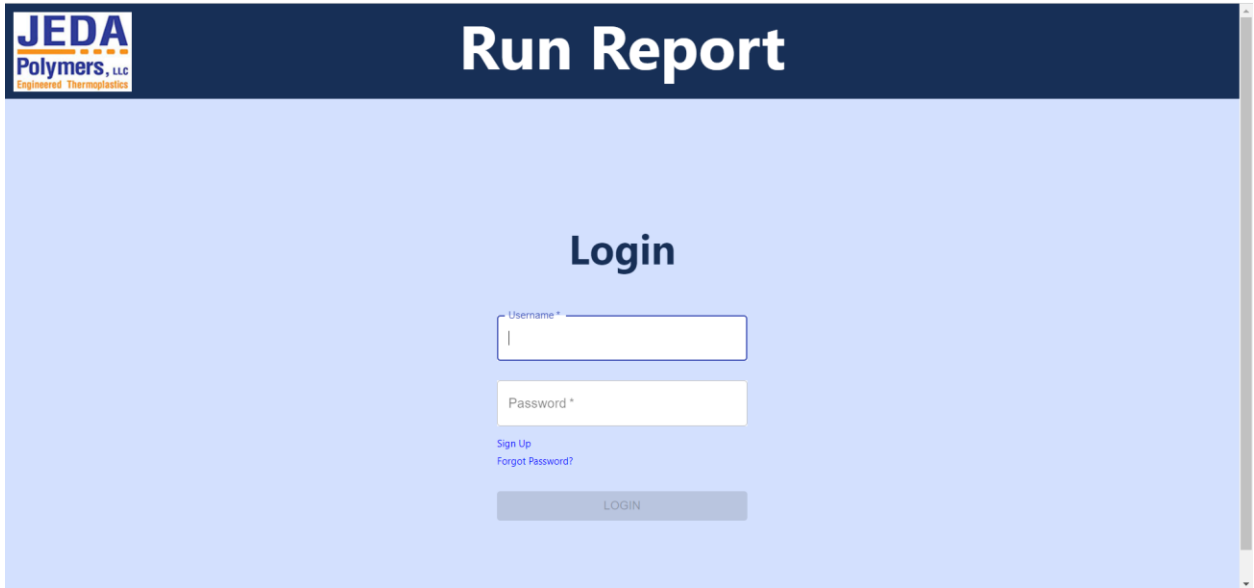 JEDA
Polymers, LLC
Engineered Thermoplastics
Run Report
Login
Username *
Password *
Sign Up
Forgot Password?
LOGIN